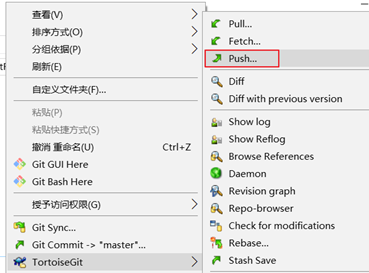 查看(V)
排序方式(O)
分组依据(P)
刷新(E)
自定义文件夹(F)...
粘贴(P)
粘贴快捷方式(S)
撤消 重命名(U) Ctrl+Z
Git GUI Here
Git Bash Here
授予访问权限(G)
Git Sync...
Git Commit -> "master"...
TortoiseGit
Pull...
Fetch...
Push...
Diff
Diff with previous version
Show log
Show Reflog
Browse References
Daemon
Revision graph
Repo-browser
Check for modifications
Rebase...
Stash Save